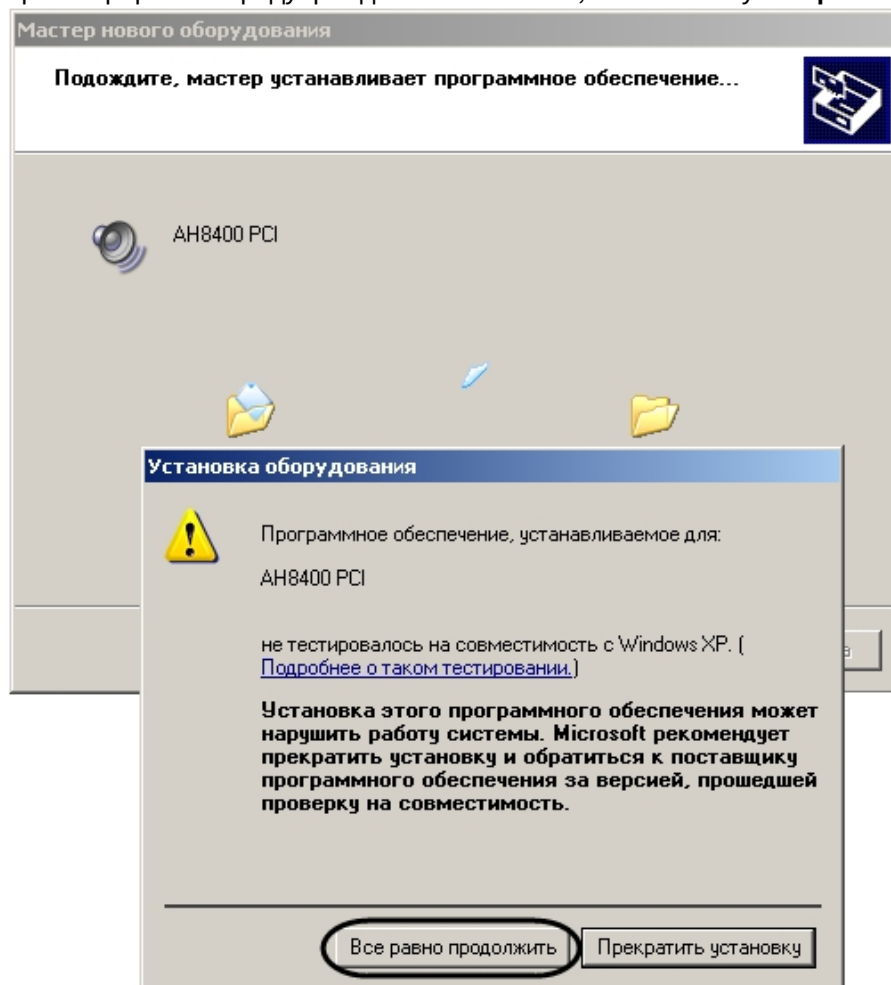 Мастер нового оборудования
Подождите, мастер устанавливает программное обеспечение...
AH8400 PCI
Установка оборудования
Программное обеспечение, устанавливаемое для:
AH8400 PCI
не тестировалось на совместимость с Windows XP. (
Подробнее о таком тестировании.)
Установка этого программного обеспечения может
нарушить работу системы. Microsoft рекомендует
прекратить установку и обратиться к поставщику
программного обеспечения за версией, прошедшей
проверку на совместимость.
Все равно продолжить
Прекратить установку